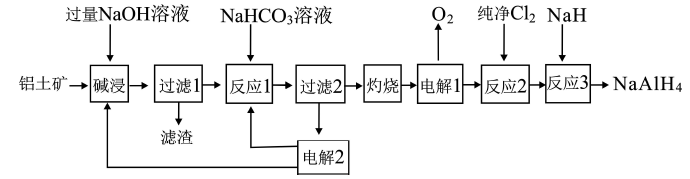 过量NaOH溶液 NaHCO₃溶液 O₂ 纯净Cl₂ NaH
铝土矿 碱浸 过滤1 反应1 过滤2 灼烧 电解1 反应2 反应3 NaAlH₄
滤渣
电解2